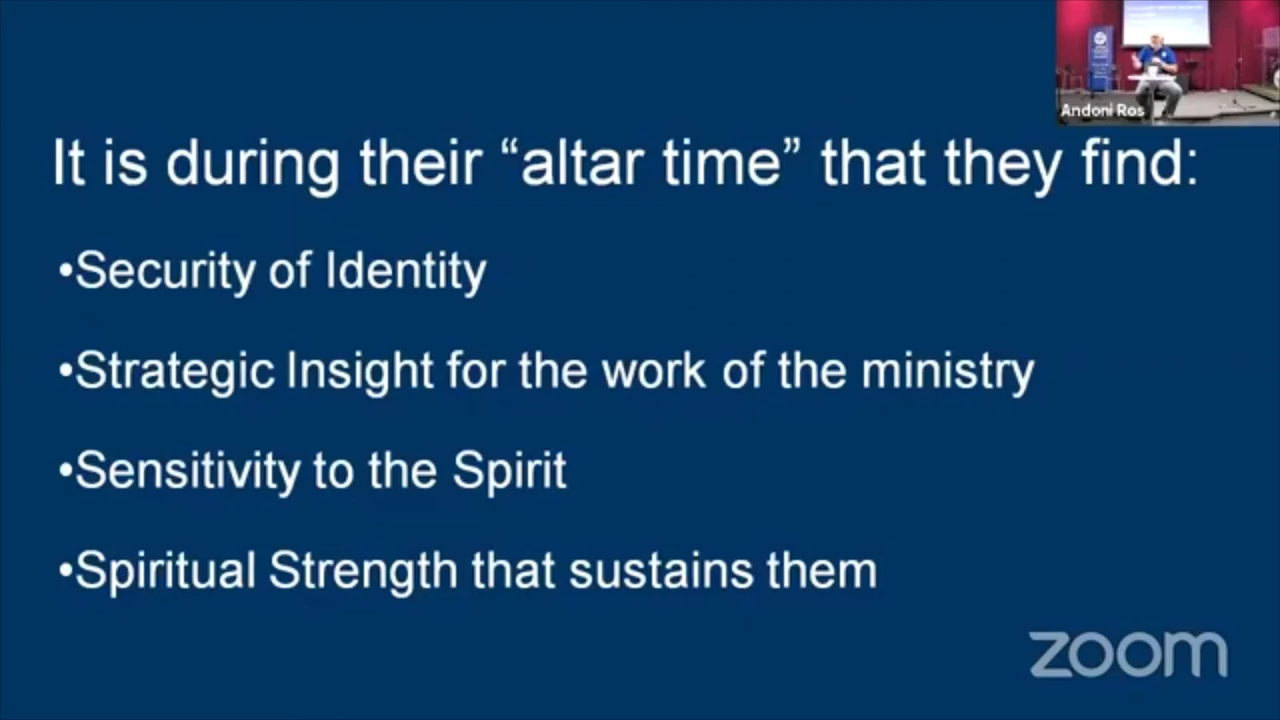 Andoni Ros
It is during their “altar time” that they find:
•Security of Identity
•Strategic Insight for the work of the ministry
•Sensitivity to the Spirit
•Spiritual Strength that sustains them
zoom